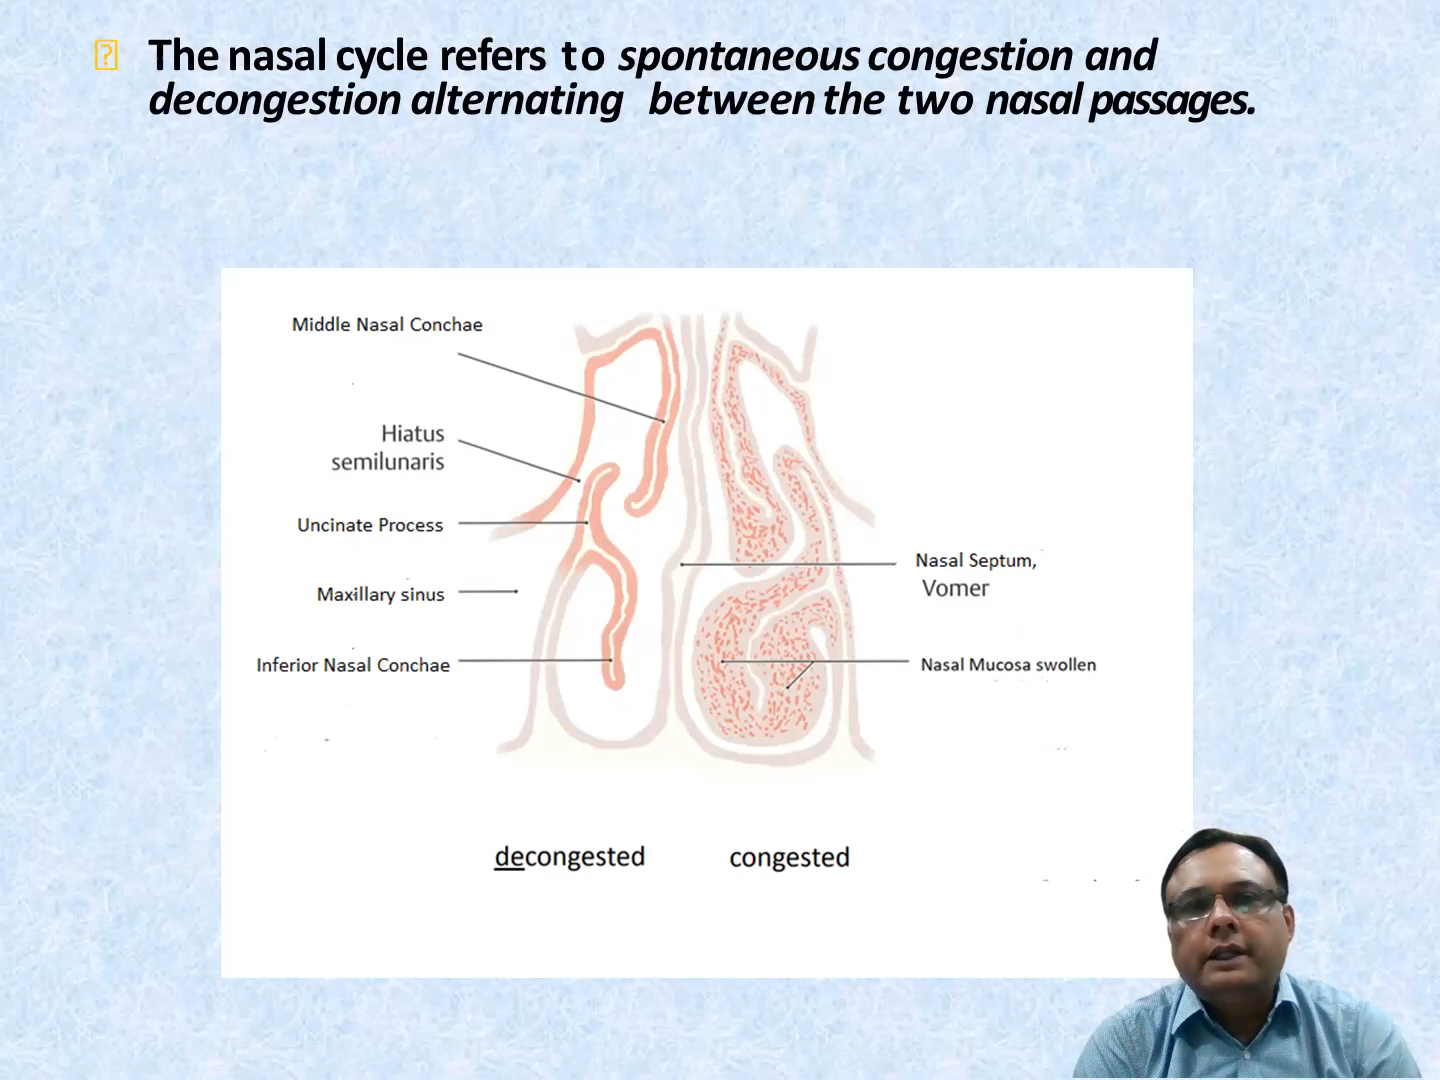 The nasal cycle refers to spontaneous congestion and
decongestion alternating between the two nasal passages.
Middle Nasal Conchae
Hiatus
semilunaris
Uncinate Process
Maxillary sinus
Inferior Nasal Conchae
Nasal Septum,
Vomer
Nasal Mucosa swollen
decongested
congested